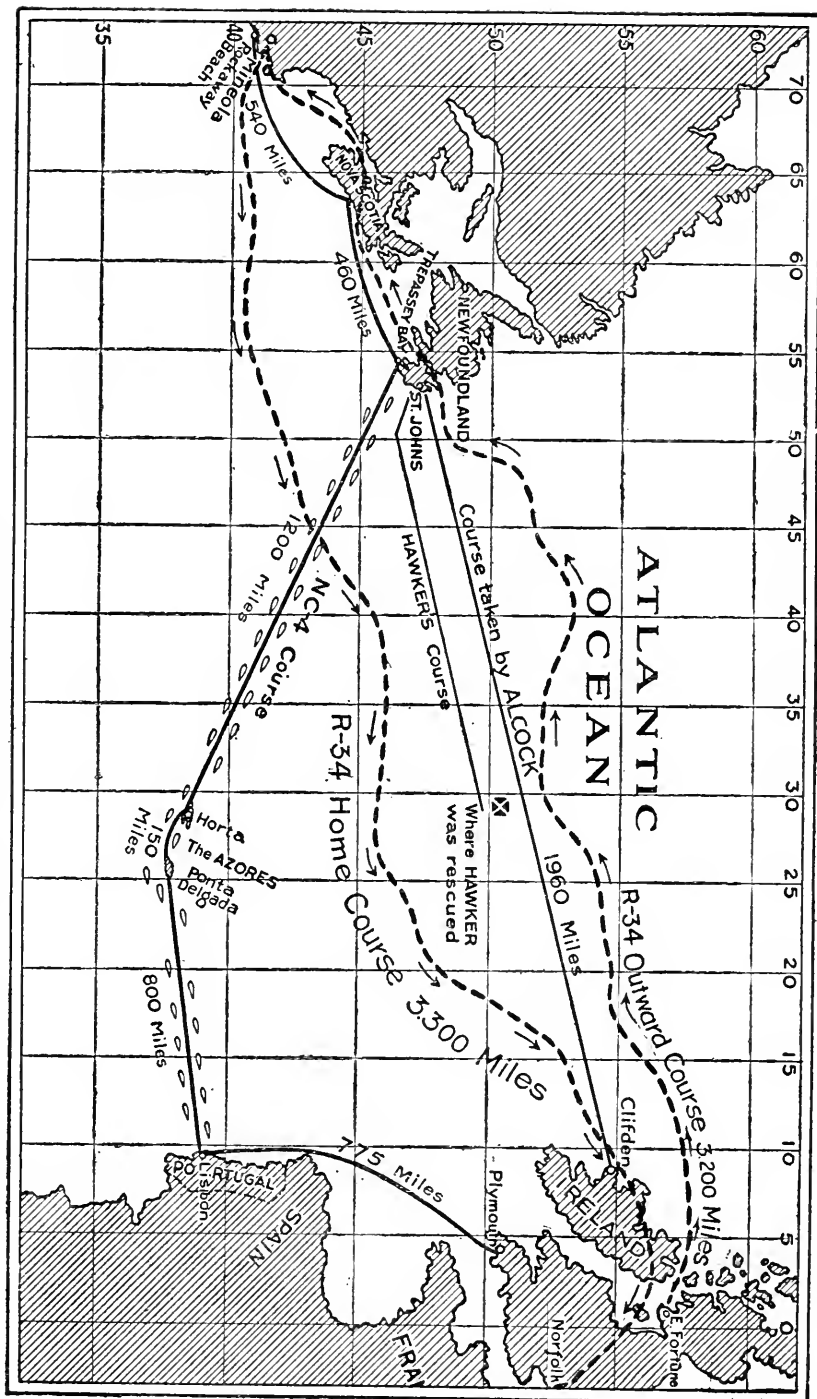 70
65
60
55
50
45
40
35
30
25
20
15
10
5
0
60
55
50
45
40
35
ATLANTIC
OCEAN
R-34 Outward Course 3,200 Miles
E. Fortune
Clifden
IRELAND
Norfolk
Plymouth
Course taken by ALCOCK
1960 Miles
HAWKER'S Course
Where HAWKER
was rescued
NEWFOUNDLAND
ST. JOHNS
TREPASSEY BAY
NOVA SCOTIA
Mineola
Rockaway
Beach
540 Miles
460 Miles
R-34 Home Course 3.300 Miles
1200 Miles
NC4 Course
Horta
The AZORES
Ponta
Delgada
150
Miles
800 Miles
775 Miles
Lisbon
PORTUGAL
SPAIN
FRA